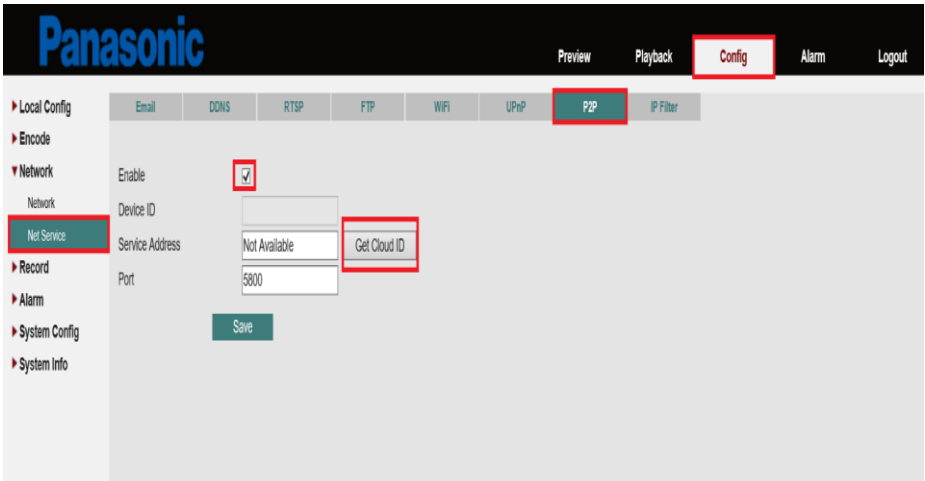 Panasonic
Preview Playback Config Alarm Logout
Local Config
Encode
Network
Network
Net Service
Record
Alarm
System Config
System Info
Email DDNS RTSP FTP WiFi UPnP P2P IP Filter
Enable
Device ID
Service Address Not Available Get Cloud ID
Port 5800
Save